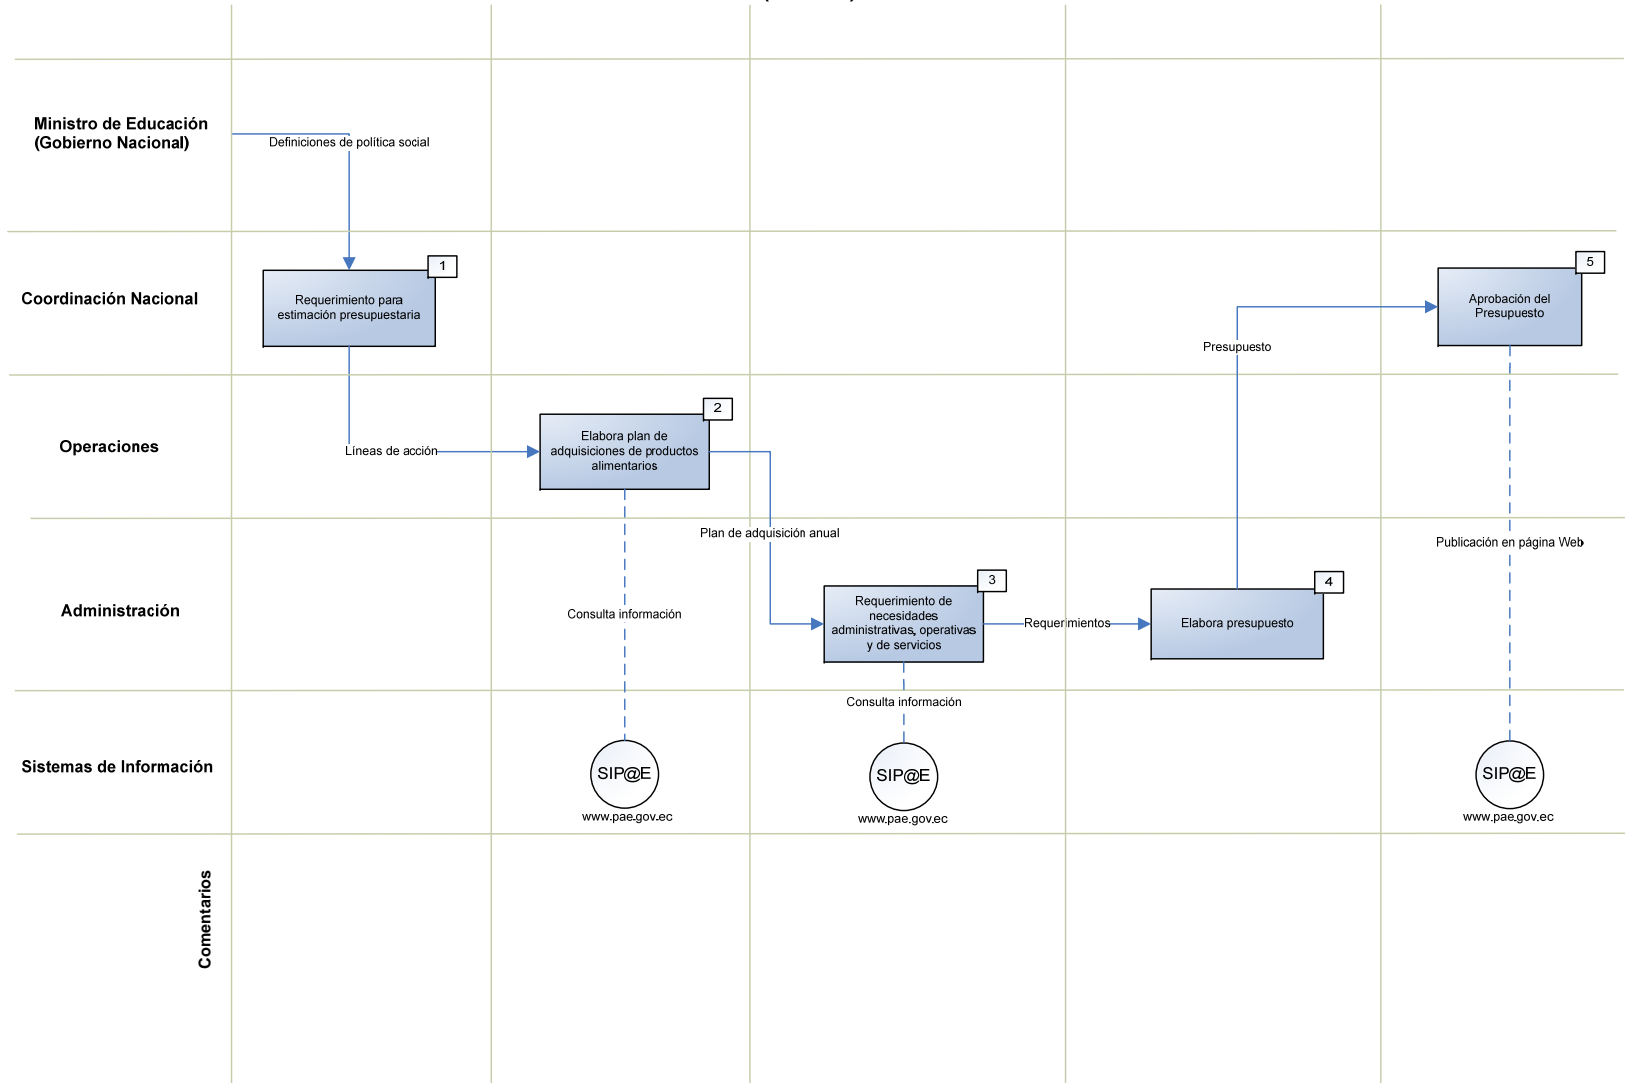 Ministro de Educación
(Gobierno Nacional)
Definiciones de política social
Coordinación Nacional
1
Requerimiento para
estimación presupuestaria
5
Aprobación del
Presupuesto
Presupuesto
Operaciones
Líneas de acción
2
Elabora plan de
adquisiciones de productos
alimentarios
Plan de adquisición anual
Publicación en página Web
Administración
Consulta información
3
Requerimiento de
necesidades
administrativas, operativas
y de servicios
Requerimientos
4
Elabora presupuesto
Consulta información
Sistemas de Información
SIP@E
www.pae.gov.ec
SIP@E
www.pae.gov.ec
SIP@E
www.pae.gov.ec
Comentarios